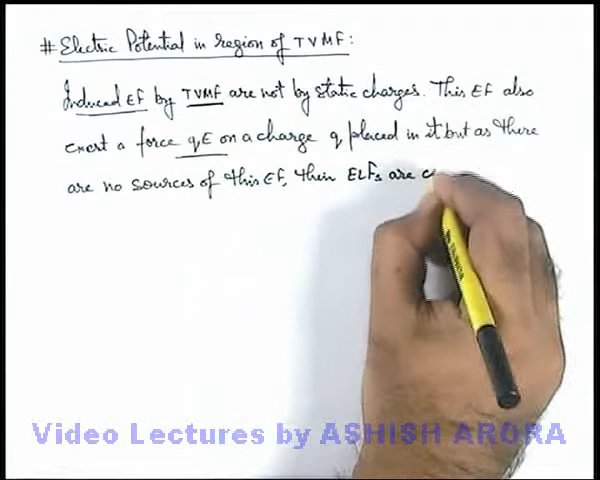 # Electric Potential in region of TVMF:
Induced EF by TVMF are not by static charges. This EF also
exert a force qE on a charge q placed in it but as there
are no sources of this EF, then ELFs are c
Video Lectures by ASHISH ARORA